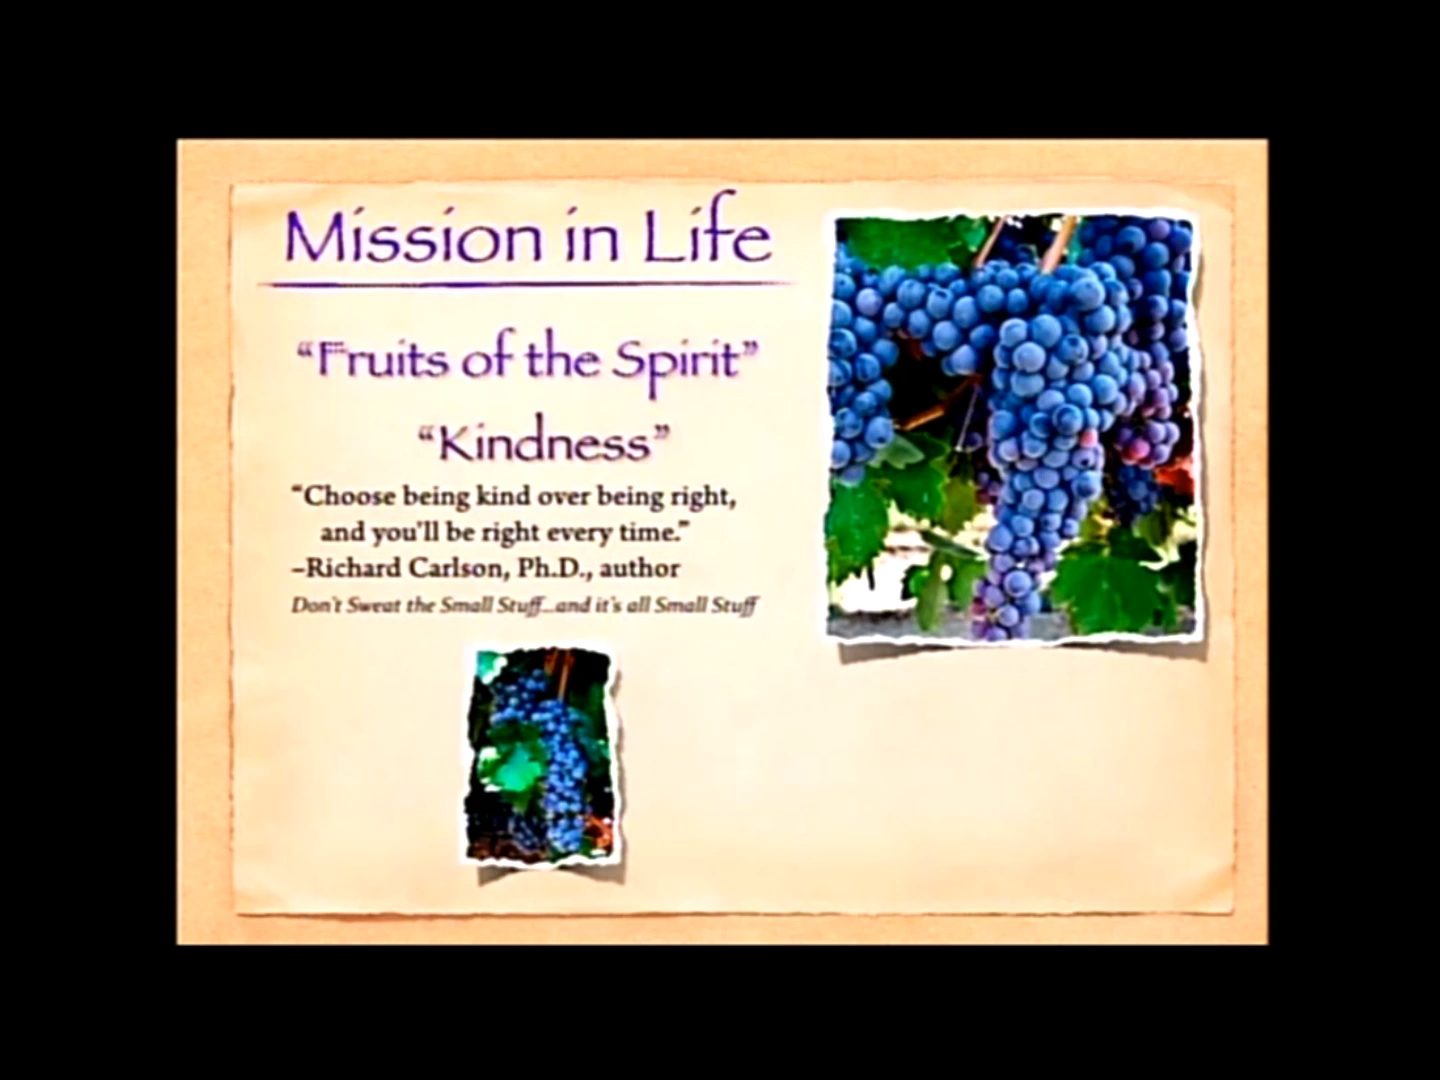 Mission in Life
“Fruits of the Spirit”
“Kindness”
“Choose being kind over being right,
and you'll be right every time.”
–Richard Carlson, Ph.D., author
Don't Sweat the Small Stuff...and it's all Small Stuff